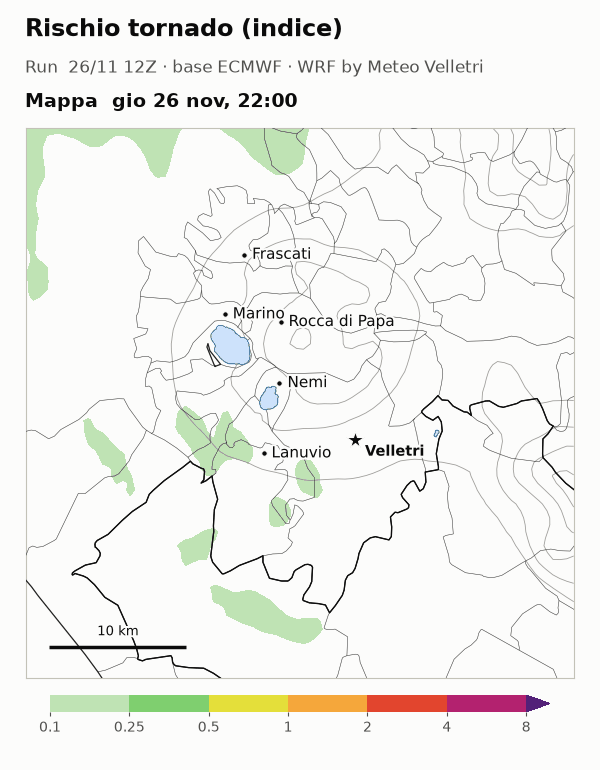 Rischio tornado (indice)
Run  26/11 12Z · base ECMWF · WRF by Meteo Velletri
Mappa  gio 26 nov, 22:00
Frascati
Marino
Rocca di Papa
Nemi
Velletri
Lanuvio
10 km
0.1 0.25 0.5 1 2 4 8